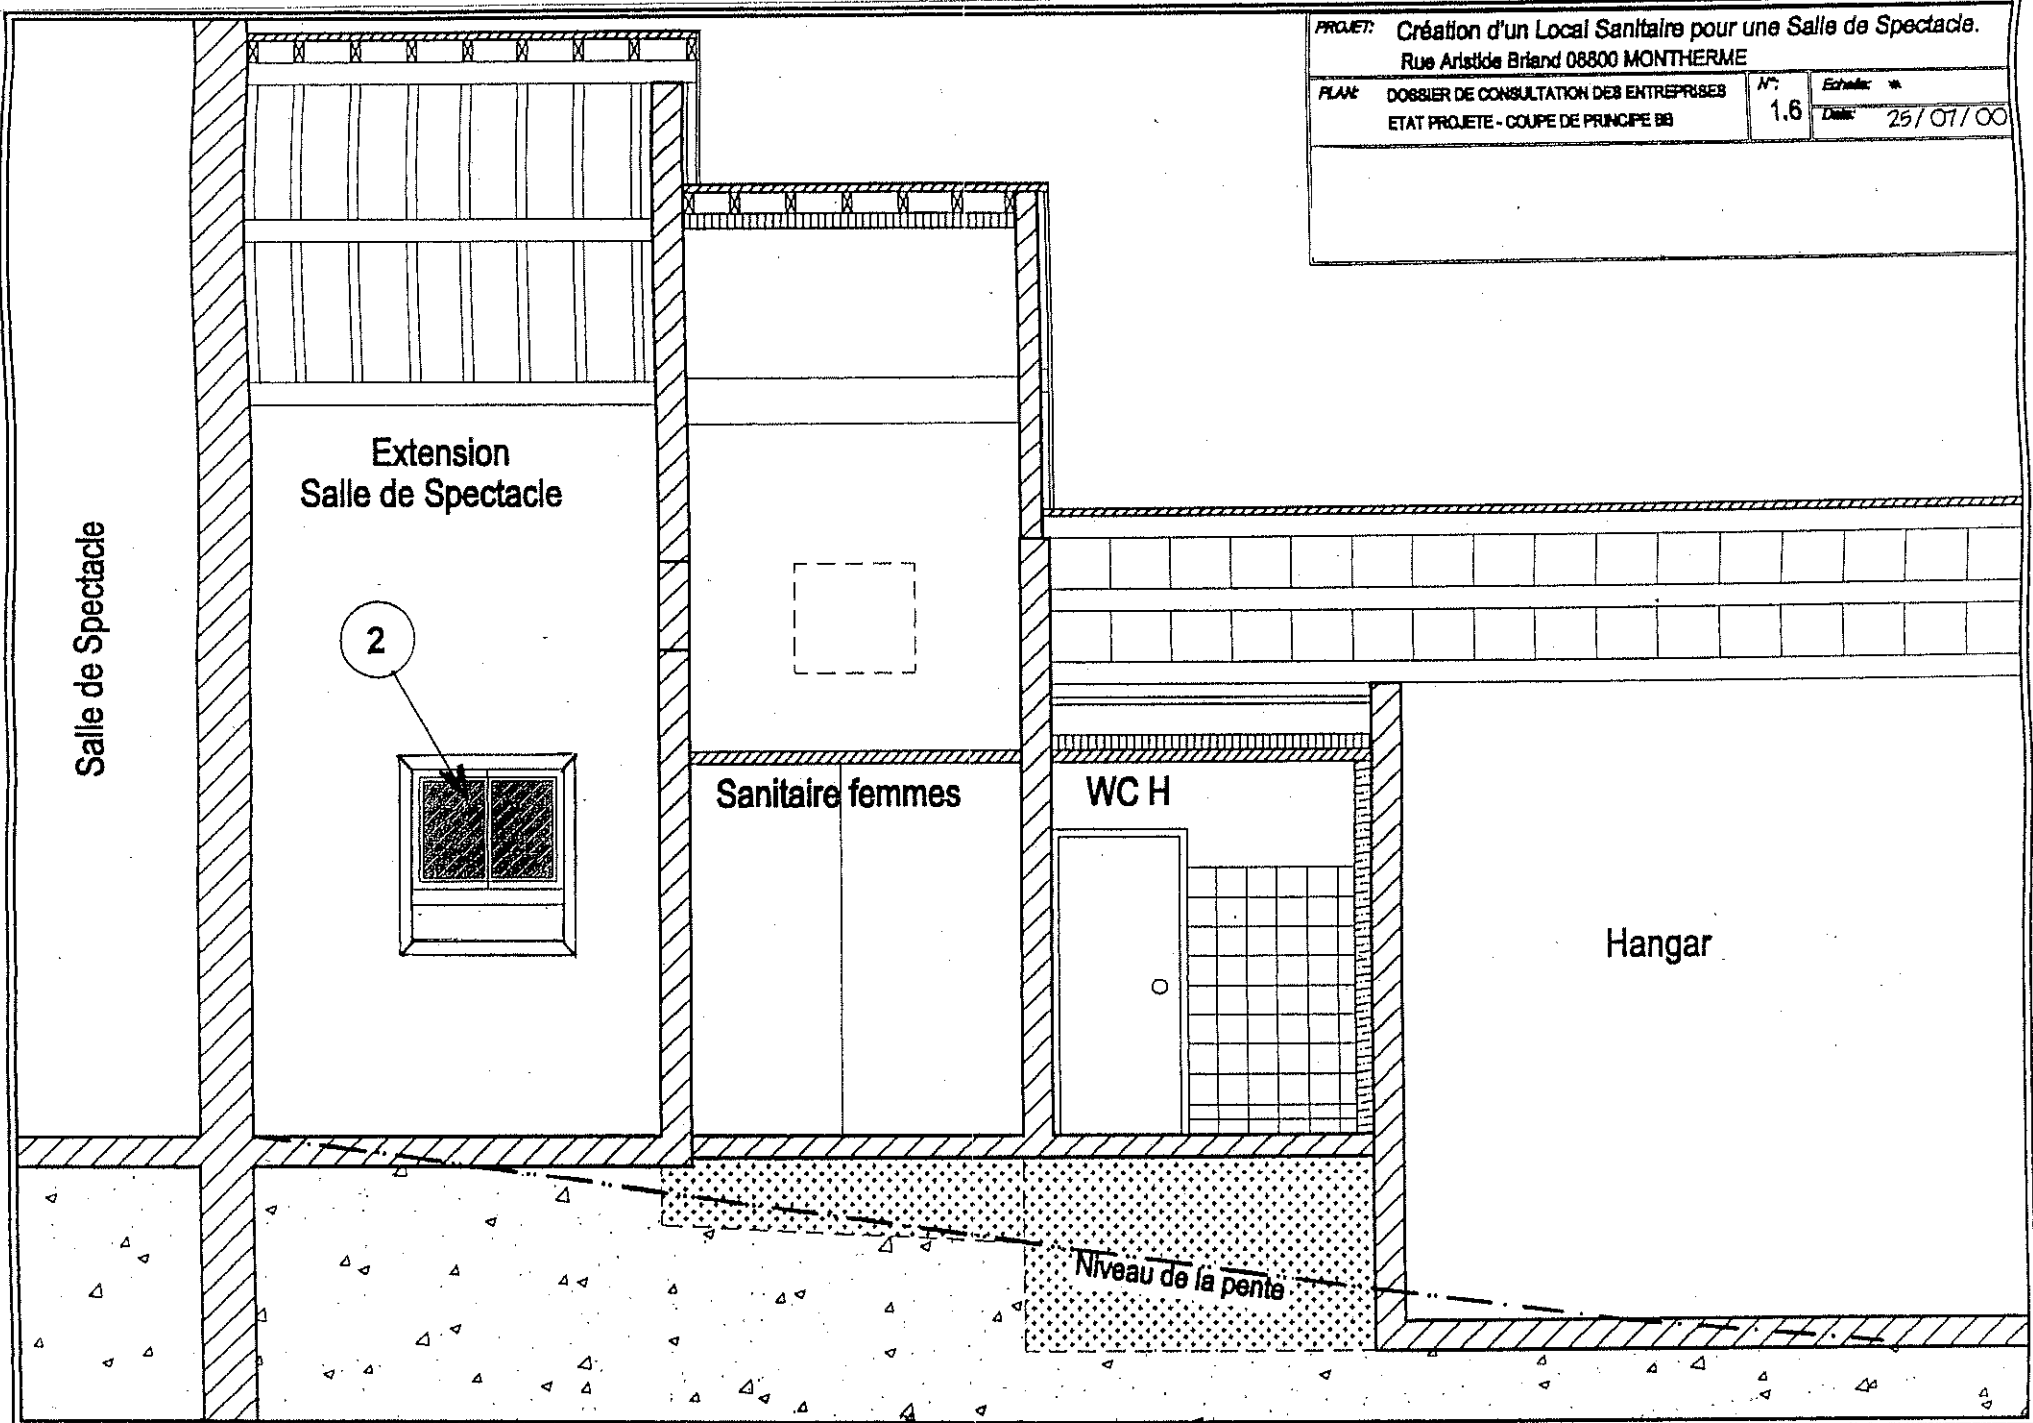 PROJET: Création d'un Local Sanitaire pour une Salle de Spectacle.
Rue Aristide Briand 08800 MONTHERME
PLAN: DOSSIER DE CONSULTATION DES ENTREPRISES
ETAT PROJETE - COUPE DE PRINCIPE BB
N°: 1.6
Echelle: *
Date: 25/07/00
Extension
Salle de Spectacle
Salle de Spectacle
2
Sanitaire femmes
WC H
Hangar
Niveau de la pente